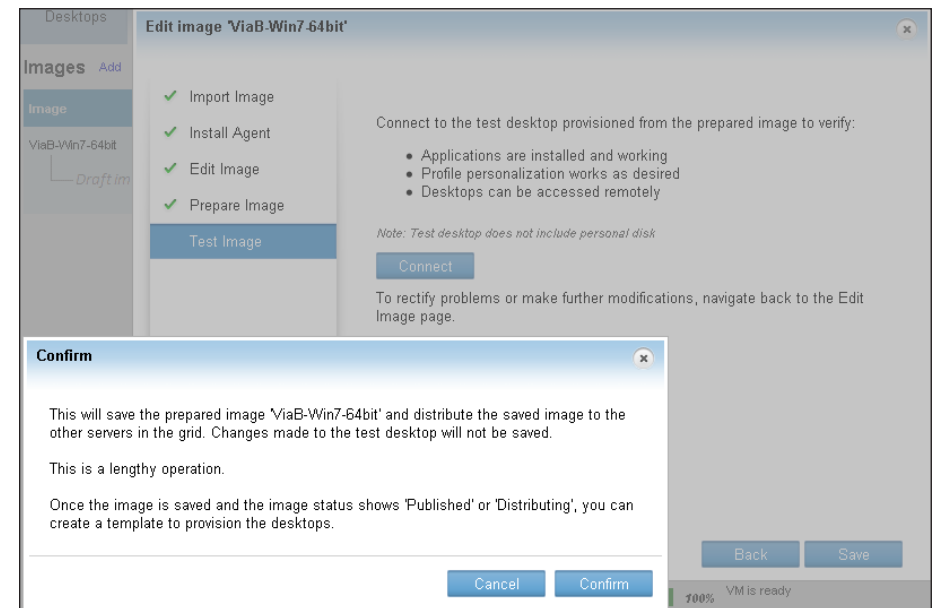 Desktops
Edit image 'ViaB-Win7-64bit'
Images Add
Image
ViaB-Win7-64bit
Draft Im
Import Image
Install Agent
Edit Image
Prepare Image
Test Image
Connect to the test desktop provisioned from the prepared image to verify:
Applications are installed and working
Profile personalization works as desired
Desktops can be accessed remotely
Note: Test desktop does not include personal disk
Connect
To rectify problems or make further modifications, navigate back to the Edit
Image page.
Confirm
This will save the prepared image 'ViaB-Win7-64bit' and distribute the saved image to the
other servers in the grid. Changes made to the test desktop will not be saved.
This is a lengthy operation.
Once the image is saved and the image status shows 'Published' or 'Distributing', you can
create a template to provision the desktops.
Cancel Confirm
Back Save
100% VM is ready